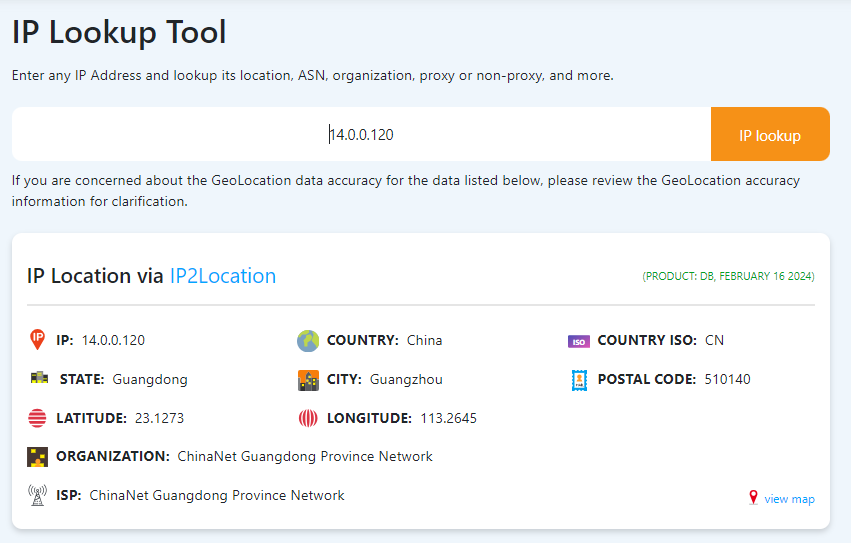 IP Lookup Tool
Enter any IP Address and lookup its location, ASN, organization, proxy or non-proxy, and more.
14.0.0.120
IP lookup
If you are concerned about the GeoLocation data accuracy for the data listed below, please review the GeoLocation accuracy
information for clarification.
IP Location via IP2Location
(PRODUCT: DB, FEBRUARY 16 2024)
IP
IP: 14.0.0.120
COUNTRY: China
ISO
COUNTRY ISO: CN
STATE: Guangdong
CITY: Guangzhou
POSTAL CODE: 510140
LATITUDE: 23.1273
LONGITUDE: 113.2645
ORGANIZATION: ChinaNet Guangdong Province Network
ISP: ChinaNet Guangdong Province Network
view map